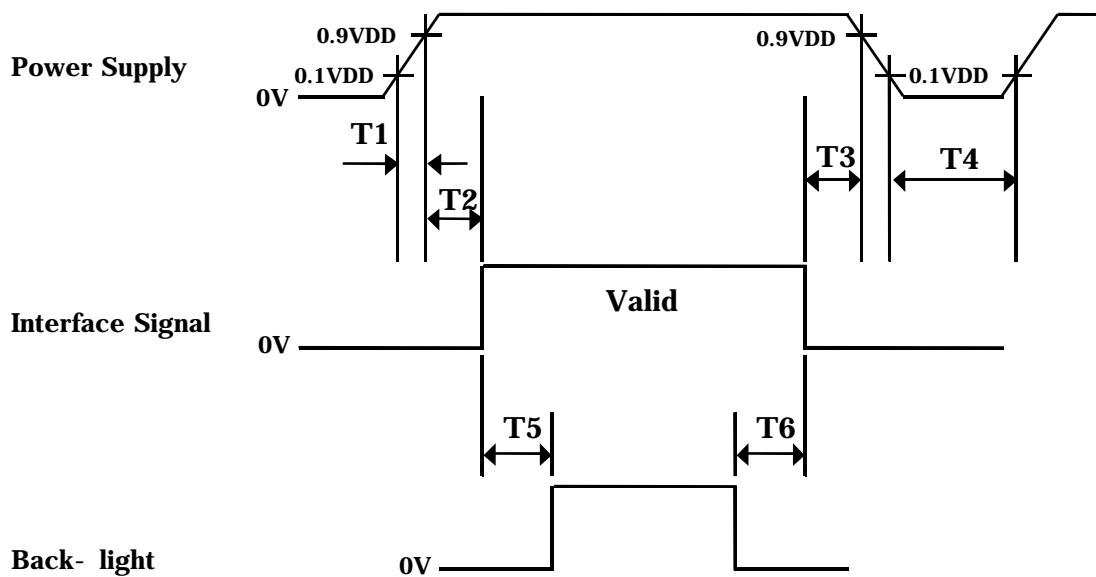 0.9VDD
0.9VDD
Power Supply
0.1VDD
0.1VDD
0V
T1
T3
T4
T2
Valid
Interface Signal
0V
T5
T6
Back- light
0V